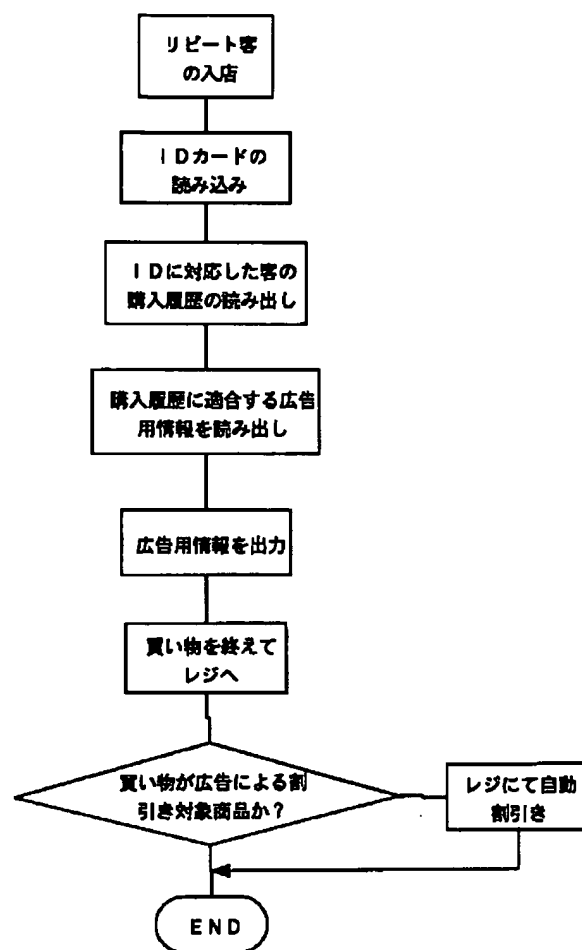 リピート客
の入店
IDカードの
読み込み
IDに対応した客の
購入履歴の読み出し
購入履歴に適合する広告
用情報を読み出し
広告用情報を出力
買い物を終えて
レジへ
買い物が広告による割
引き対象商品か？
レジにて自動
割引き
END